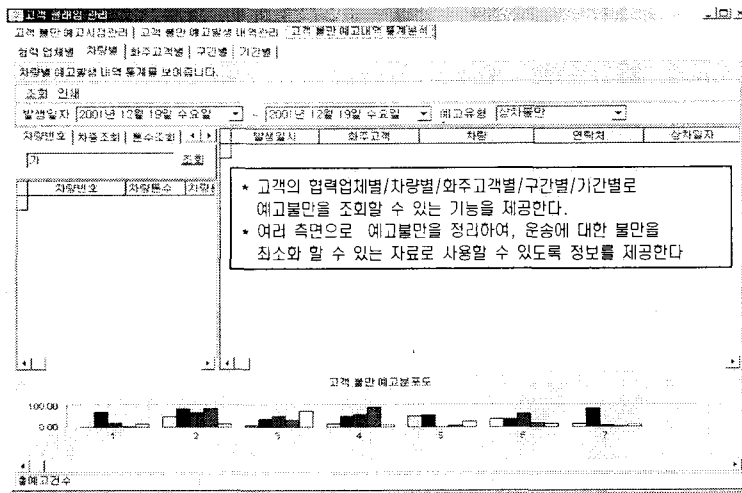 고객 클레임 관리
고객 불만 예고시점관리 | 고객 불만 예고발생 내역관리 | 고객 불만 예고내역 통계분석
협력 업체별 차량별 화주고객별 구간별 기간별
차량별 예고발생 내역 통계를 보여줍니다.
조회 인쇄
발생일자 2001년 12월 19일 수요일 ~ 2001년 12월 19일 수요일 예고유형 상차불만
차량번호 차종조회 톤수조회 발생일시 화주고객 차량 연락처 상차일자
가 조회
차량번호 차량톤수
* 고객의 협력업체별/차량별/화주고객별/구간별/기간별로
예고불만을 조회할 수 있는 기능을 제공한다.
* 여러 측면으로 예고불만을 정리하여, 운송에 대한 불만을
최소화 할 수 있는 자료로 사용할 수 있도록 정보를 제공한다
고객 불만 예고분포도
100.00
0.00
1 2 3 4 5 6 7
총예고건수